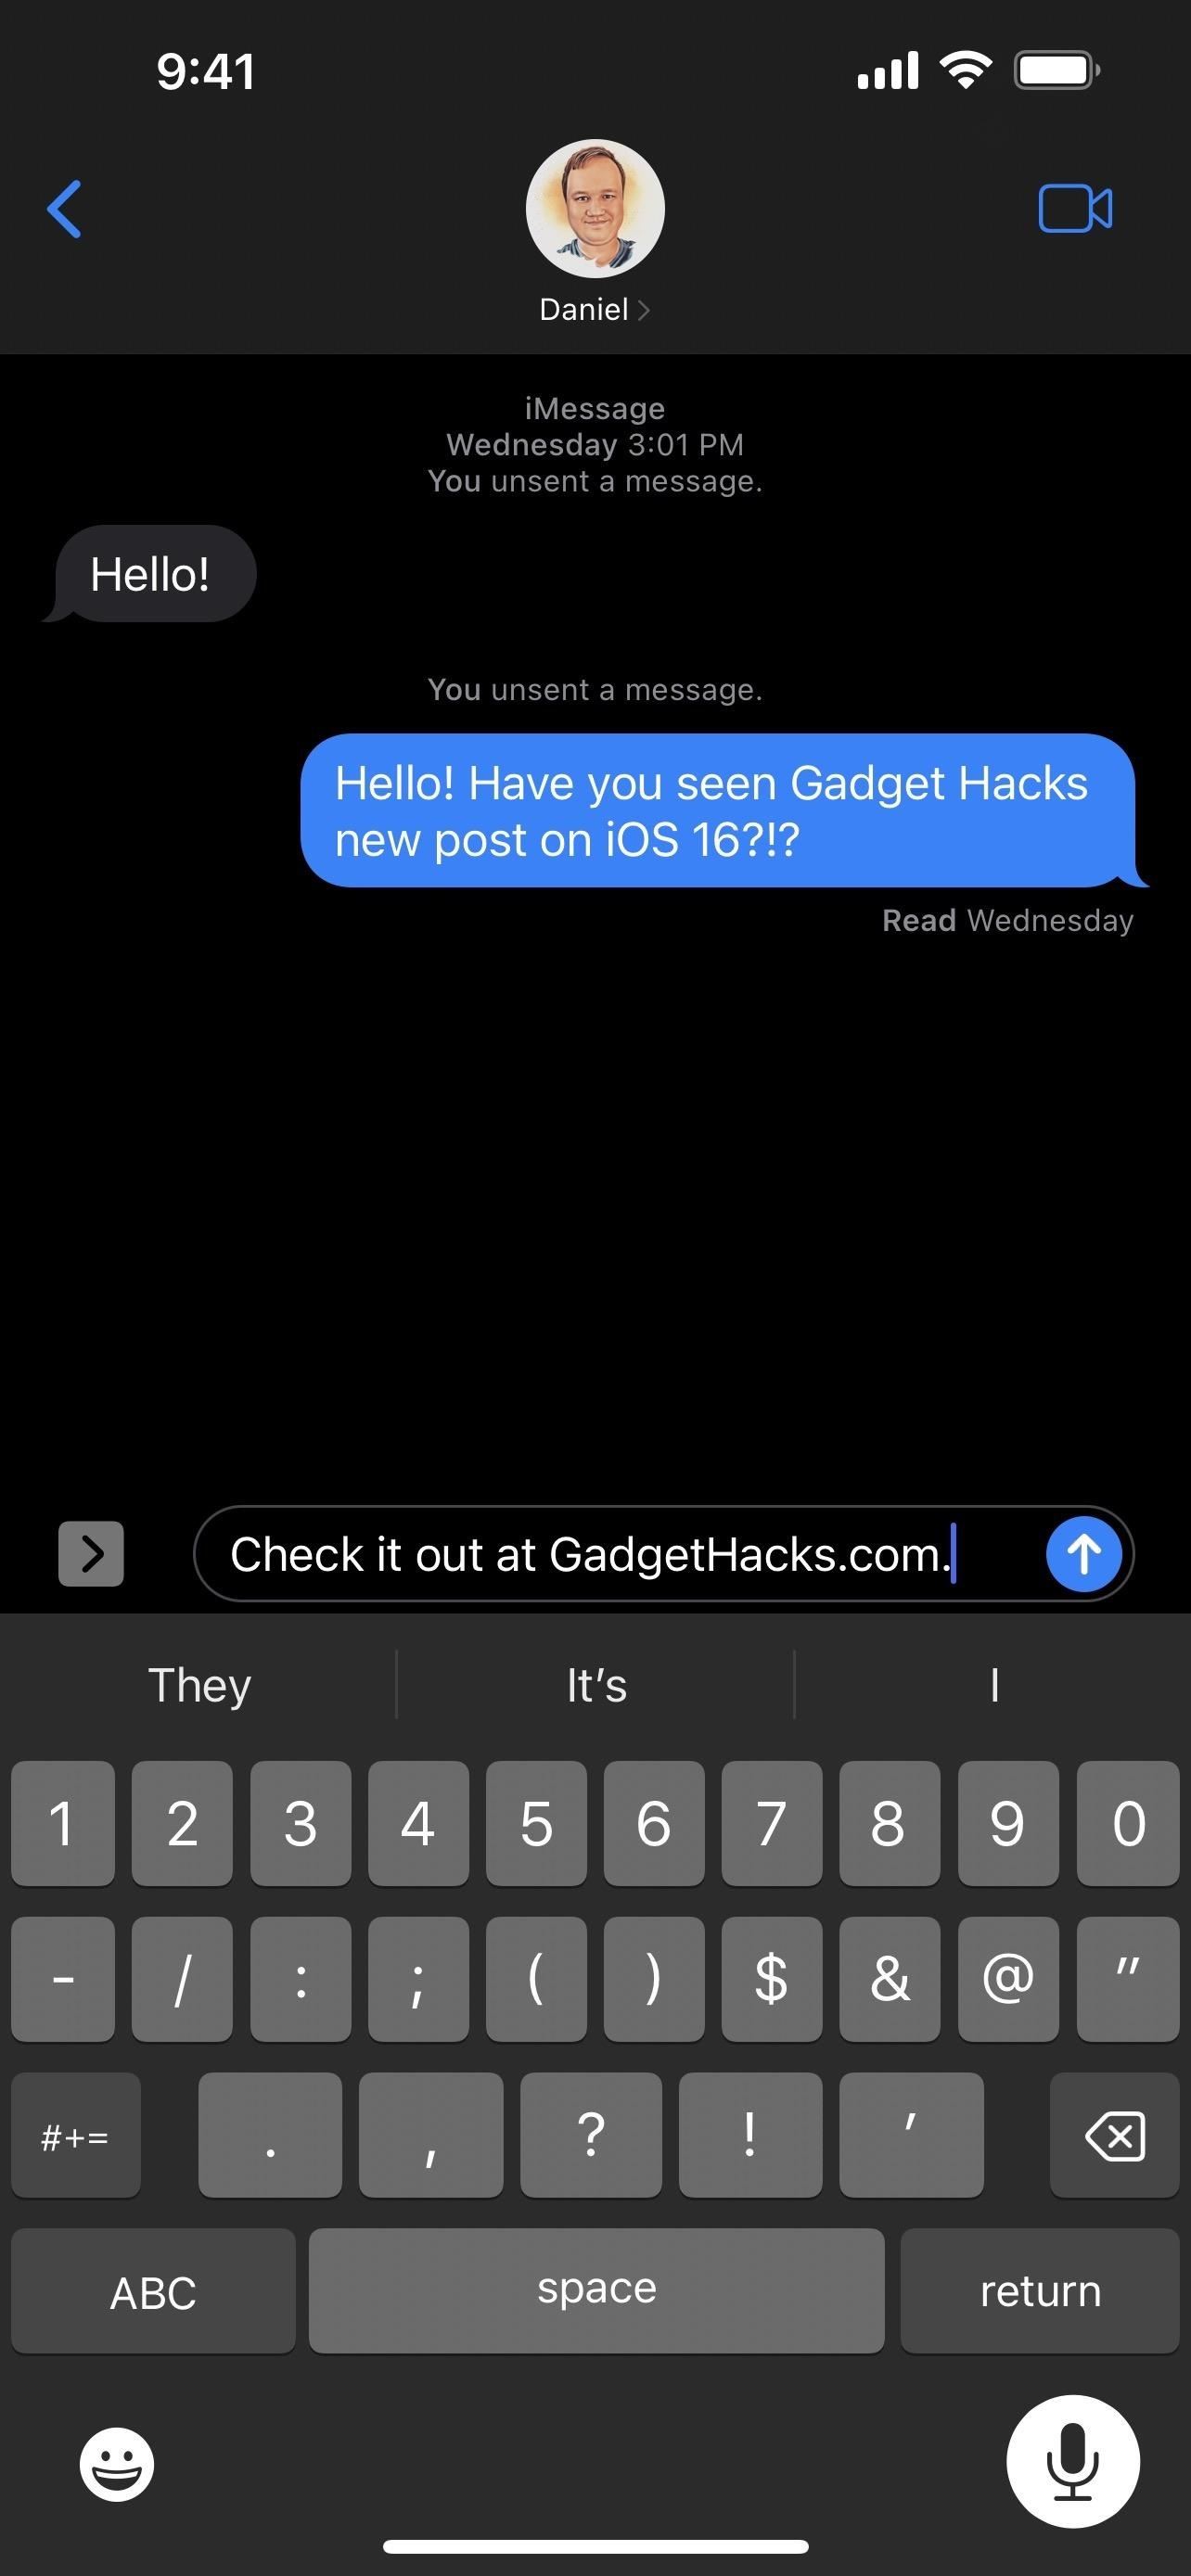 9:41
Daniel
iMessage
Wednesday 3:01 PM
You unsent a message.
Hello!
You unsent a message.
Hello! Have you seen Gadget Hacks
new post on iOS 16?!?
Read Wednesday
Check it out at GadgetHacks.com.
They It’s I
1 2 3 4 5 6 7 8 9 0
- / : ; ( ) $ & @ "
#+= . , ? ! ’
ABC space return